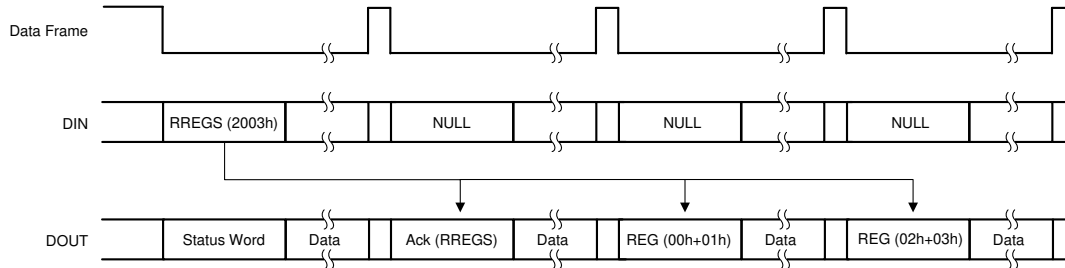 Data Frame
DIN
RREGS (2003h)
NULL
NULL
NULL
DOUT
Status Word
Data
Ack (RREGS)
Data
REG (00h+01h)
Data
REG (02h+03h)
Data